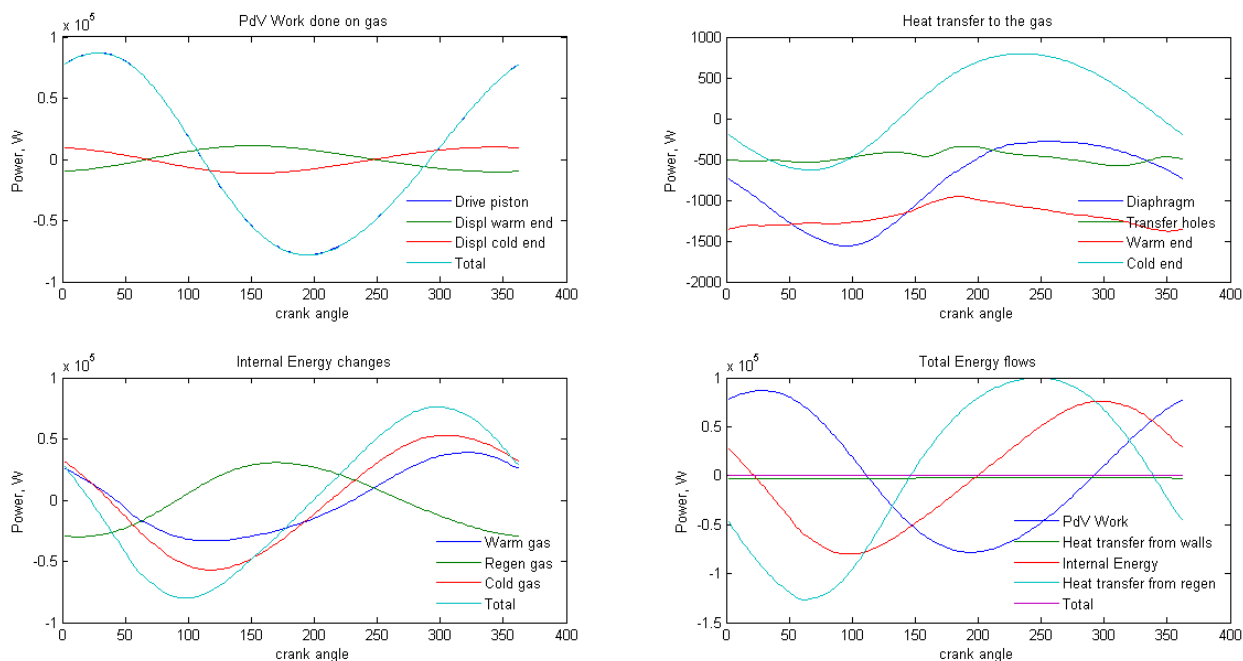 PdV Work done on gas
x 10^5
1
0.5
0
-0.5
-1
Power, W
0 50 100 150 200 250 300 350 400
crank angle
Drive piston
Displ warm end
Displ cold end
Total
Heat transfer to the gas
1000
500
0
-500
-1000
-1500
-2000
Power, W
0 50 100 150 200 250 300 350 400
crank angle
Diaphragm
Transfer holes
Warm end
Cold end
Internal Energy changes
x 10^5
1
0.5
0
-0.5
-1
Power, W
0 50 100 150 200 250 300 350 400
crank angle
Warm gas
Regen gas
Cold gas
Total
Total Energy flows
x 10^5
1
0.5
0
-0.5
-1
-1.5
Power, W
0 50 100 150 200 250 300 350 400
crank angle
PdV Work
Heat transfer from walls
Internal Energy
Heat transfer from regen
Total